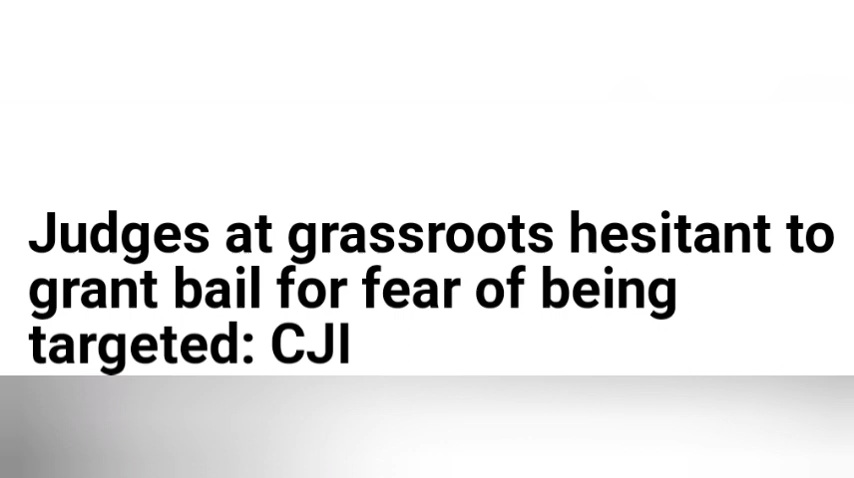 Judges at grassroots hesitant to
grant bail for fear of being
targeted: CJI